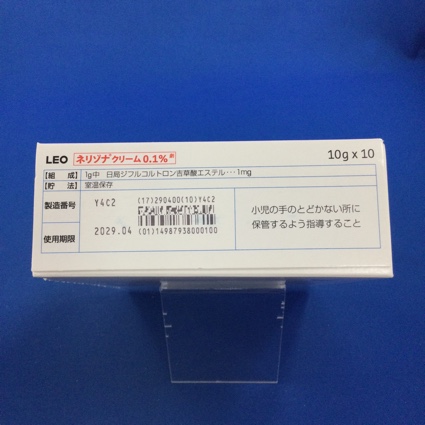 LEO ネリゾナ®クリーム0.1% 10g x 10
【組 成】 1g中 日局ジフルコルトロン吉草酸エステル･･･1mg
【貯 法】 室温保存
製造番号 Y4C2 (17)290400(10)Y4C2
使用期限 2029.04 (01)14987938000100
小児の手のとどかない所に
保管するよう指導すること